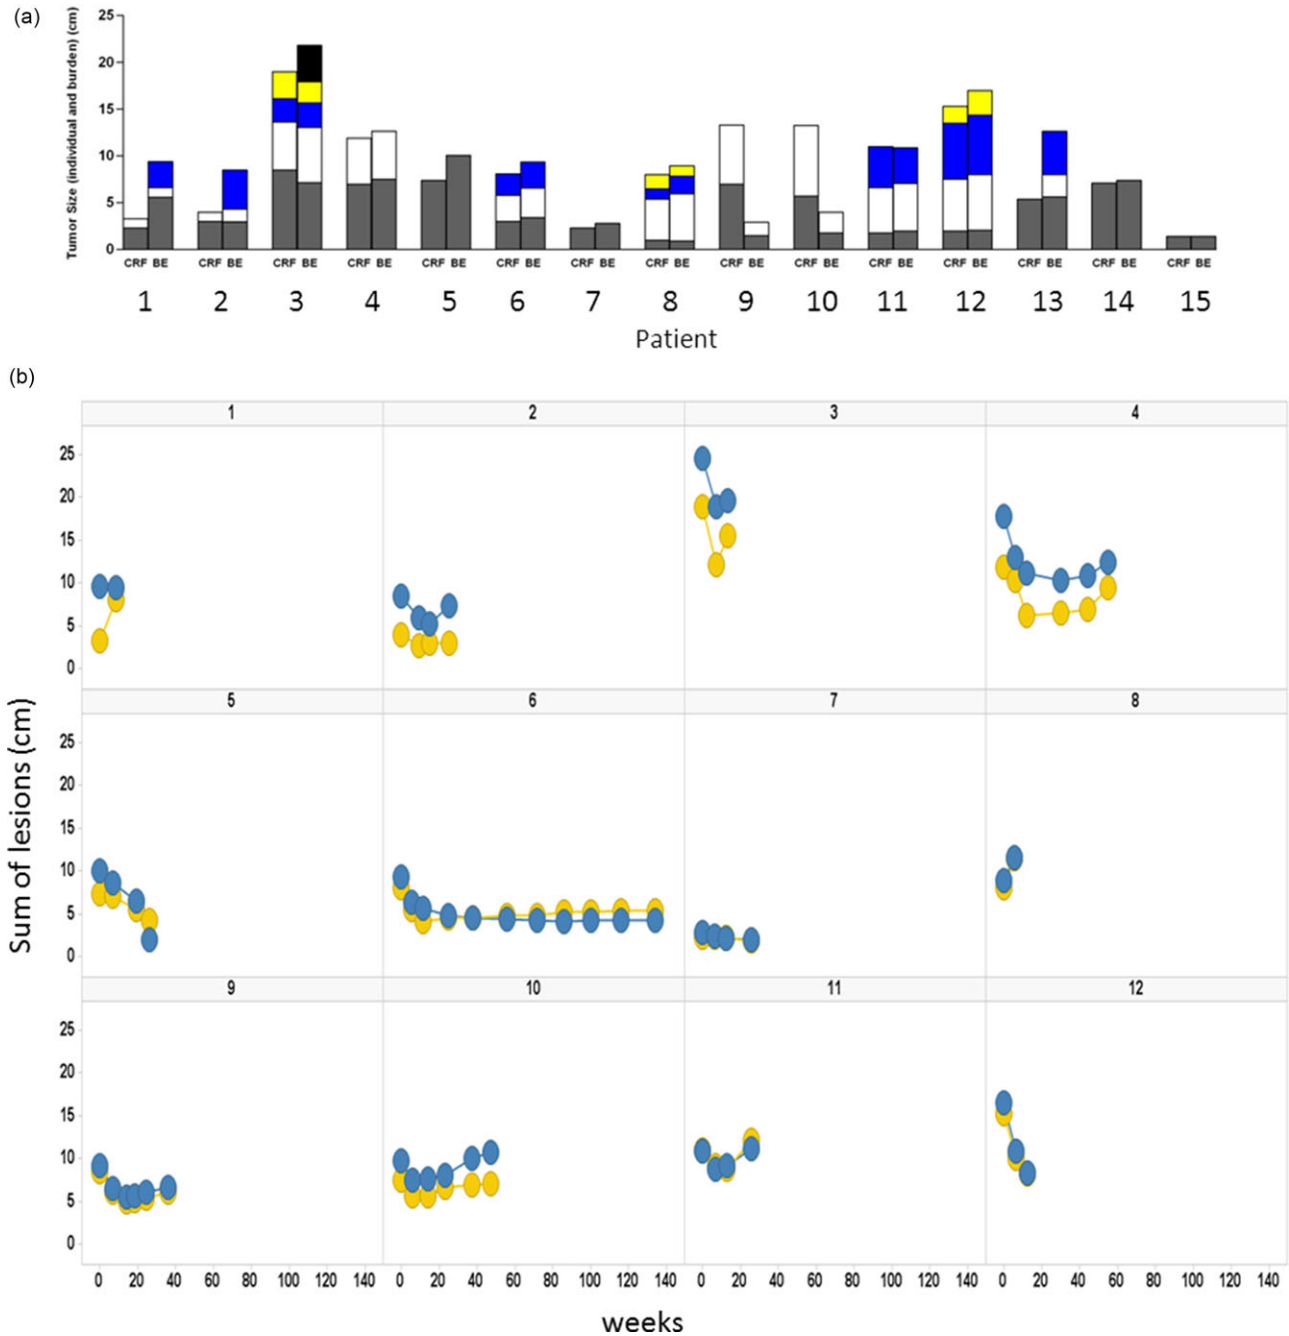 (a)
Tumor Size (individual and burden) (cm)
25
20
15
10
5
0
CRF BE CRF BE CRF BE CRF BE CRF BE CRF BE CRF BE CRF BE CRF BE CRF BE CRF BE CRF BE CRF BE CRF BE CRF BE
1 2 3 4 5 6 7 8 9 10 11 12 13 14 15
Patient
(b)
1 2 3 4
25
20
15
10
5
0
5 6 7 8
25
20
15
10
5
0
9 10 11 12
25
20
15
10
5
0
Sum of lesions (cm)
0 20 40 60 80 100 120 140 0 20 40 60 80 100 120 140 0 20 40 60 80 100 120 140 0 20 40 60 80 100 120 140
weeks